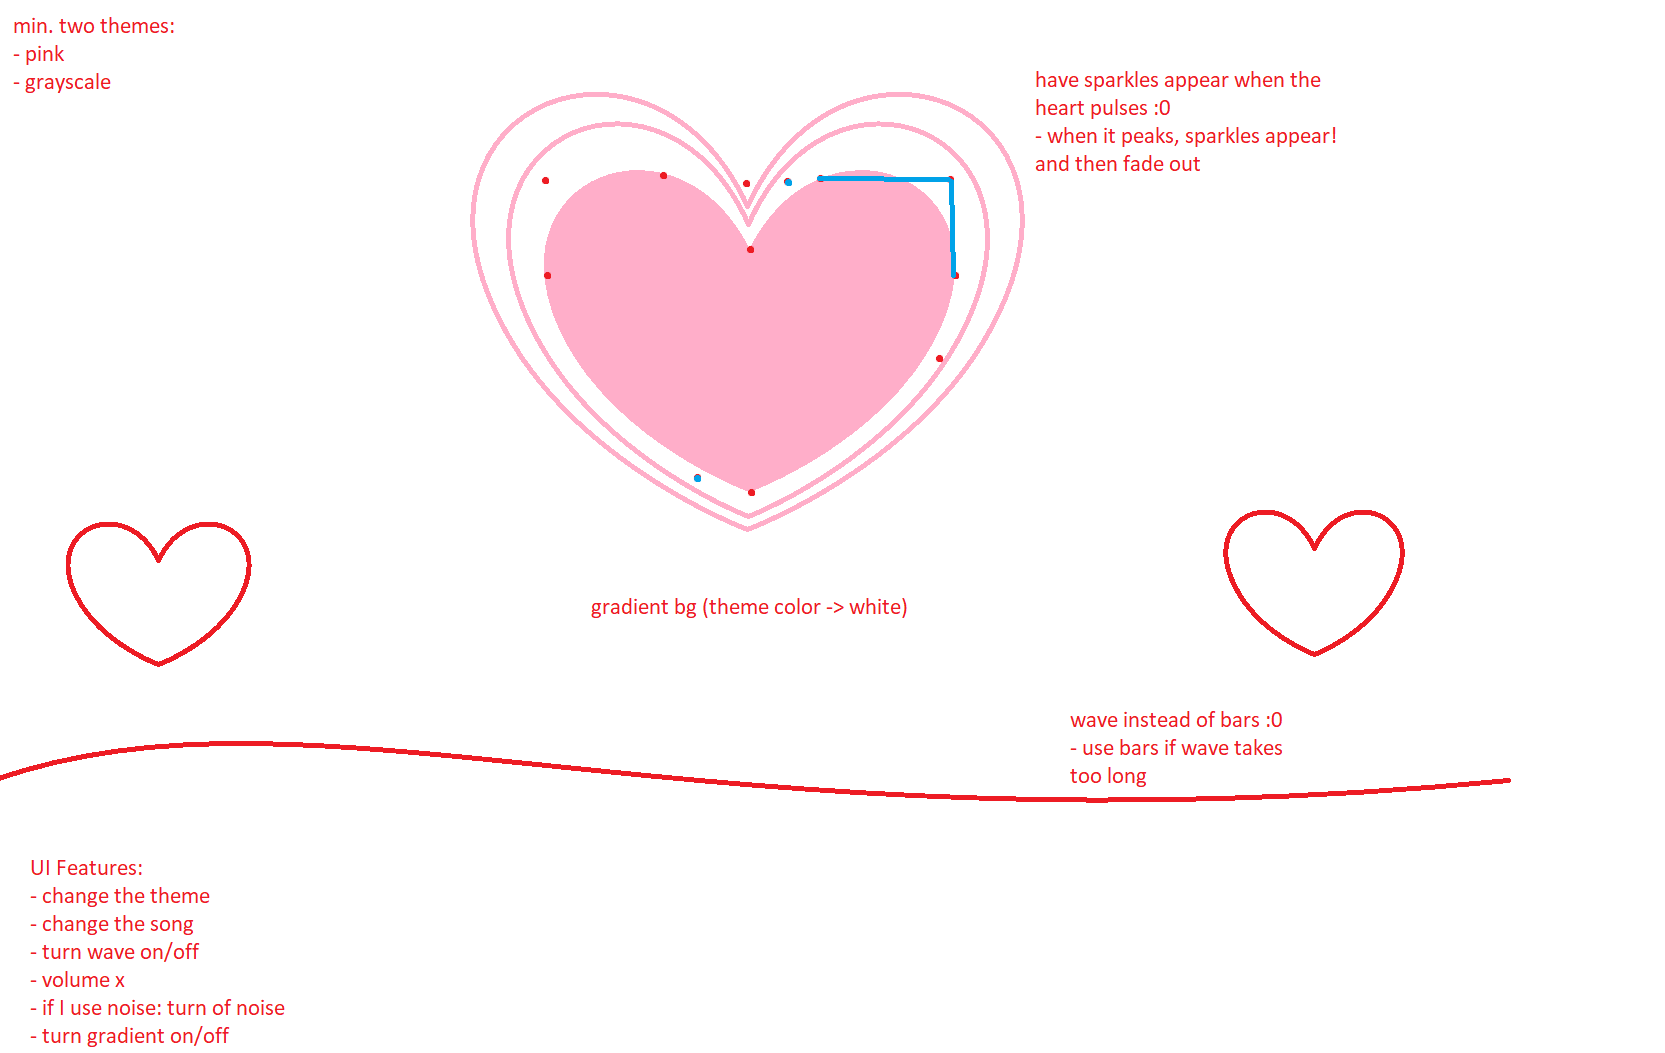 min. two themes:
- pink
- grayscale
have sparkles appear when the
heart pulses :0
- when it peaks, sparkles appear!
and then fade out
gradient bg (theme color -> white)
wave instead of bars :0
- use bars if wave takes
too long
UI Features:
- change the theme
- change the song
- turn wave on/off
- volume x
- if I use noise: turn of noise
- turn gradient on/off